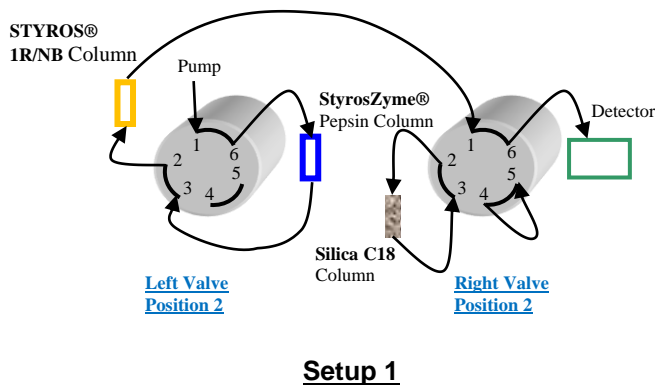 STYROS®
1R/NB Column
Pump
StyrosZyme®
Pepsin Column
Detector
1
6
2
5
3
4
1
6
2
5
3
4
Silica C18
Column
Left Valve
Position 2
Right Valve
Position 2
Setup 1